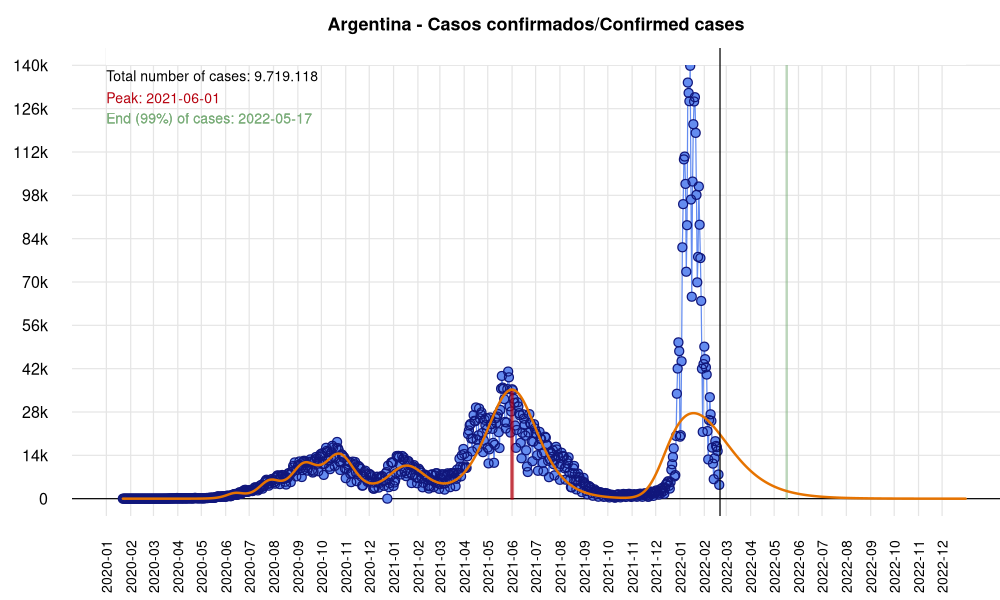 Argentina - Casos confirmados/Confirmed cases
Total number of cases: 9.719.118
Peak: 2021-06-01
End (99%) of cases: 2022-05-17
140k
126k
112k
98k
84k
70k
56k
42k
28k
14k
0
2020-01
2020-02
2020-03
2020-04
2020-05
2020-06
2020-07
2020-08
2020-09
2020-10
2020-11
2020-12
2021-01
2021-02
2021-03
2021-04
2021-05
2021-06
2021-07
2021-08
2021-09
2021-10
2021-11
2021-12
2022-01
2022-02
2022-03
2022-04
2022-05
2022-06
2022-07
2022-08
2022-09
2022-10
2022-11
2022-12